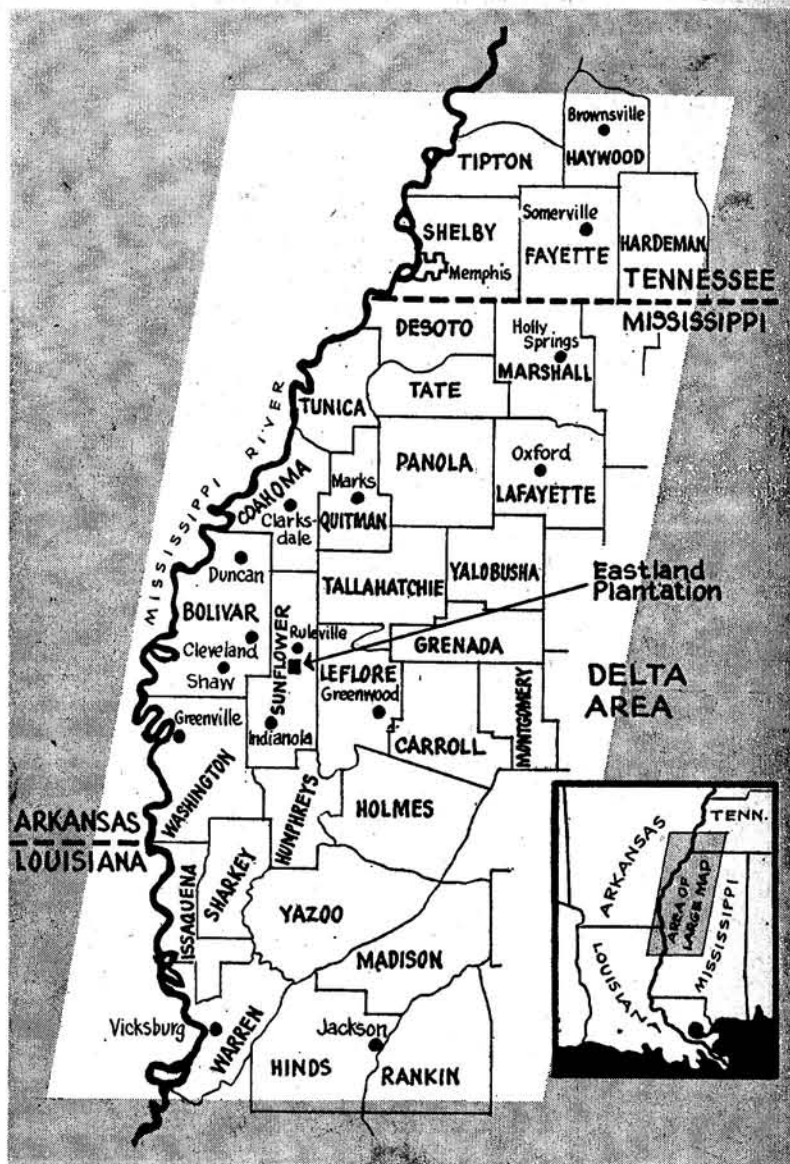 Brownsville
HAYWOOD
TIPTON
Somerville
FAYETTE
SHELBY
Memphis
HARDEMAN
TENNESSEE
MISSISSIPPI
DESOTO
Holly
Springs
MARSHALL
TATE
TUNICA
MISSISSIPPI RIVER
PANOLA
Oxford
LAFAYETTE
COAHOMA
Clarks-
dale
Marks
QUITMAN
Duncan
TALLAHATCHIE
YALOBUSHA
Eastland
Plantation
BOLIVAR
Cleveland
Shaw
SUNFLOWER
Ruleville
Indianola
LEFLORE
Greenwood
GRENADA
CARROLL
MONTGOMERY
DELTA
AREA
Greenville
WASHINGTON
HUMPHREYS
HOLMES
ARKANSAS
LOUISIANA
ISSAQUENA
SHARKEY
YAZOO
MADISON
Vicksburg
WARREN
HINDS
Jackson
RANKIN
TENN.
ARKANSAS
AREA OF
LARGE MAP
MISSISSIPPI
LOUISIANA